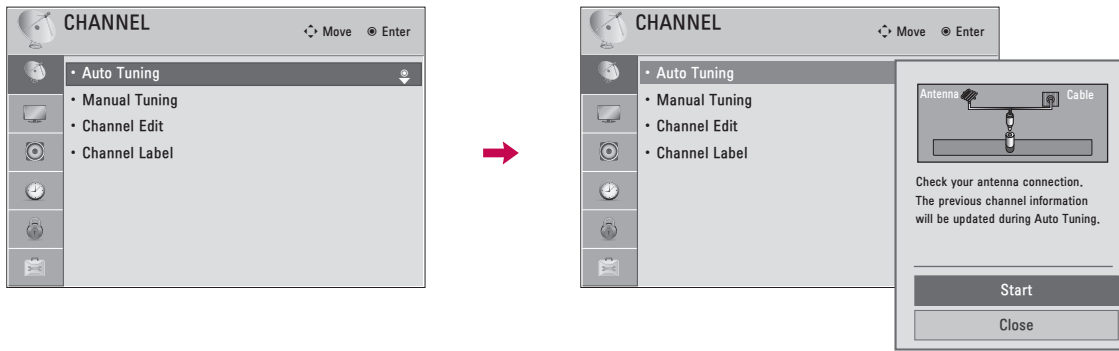 CHANNEL
Move Enter
• Auto Tuning
• Manual Tuning
• Channel Edit
• Channel Label
CHANNEL
Move Enter
• Auto Tuning
• Manual Tuning
• Channel Edit
• Channel Label
Antenna Cable
Check your antenna connection.
The previous channel information
will be updated during Auto Tuning.
Start
Close